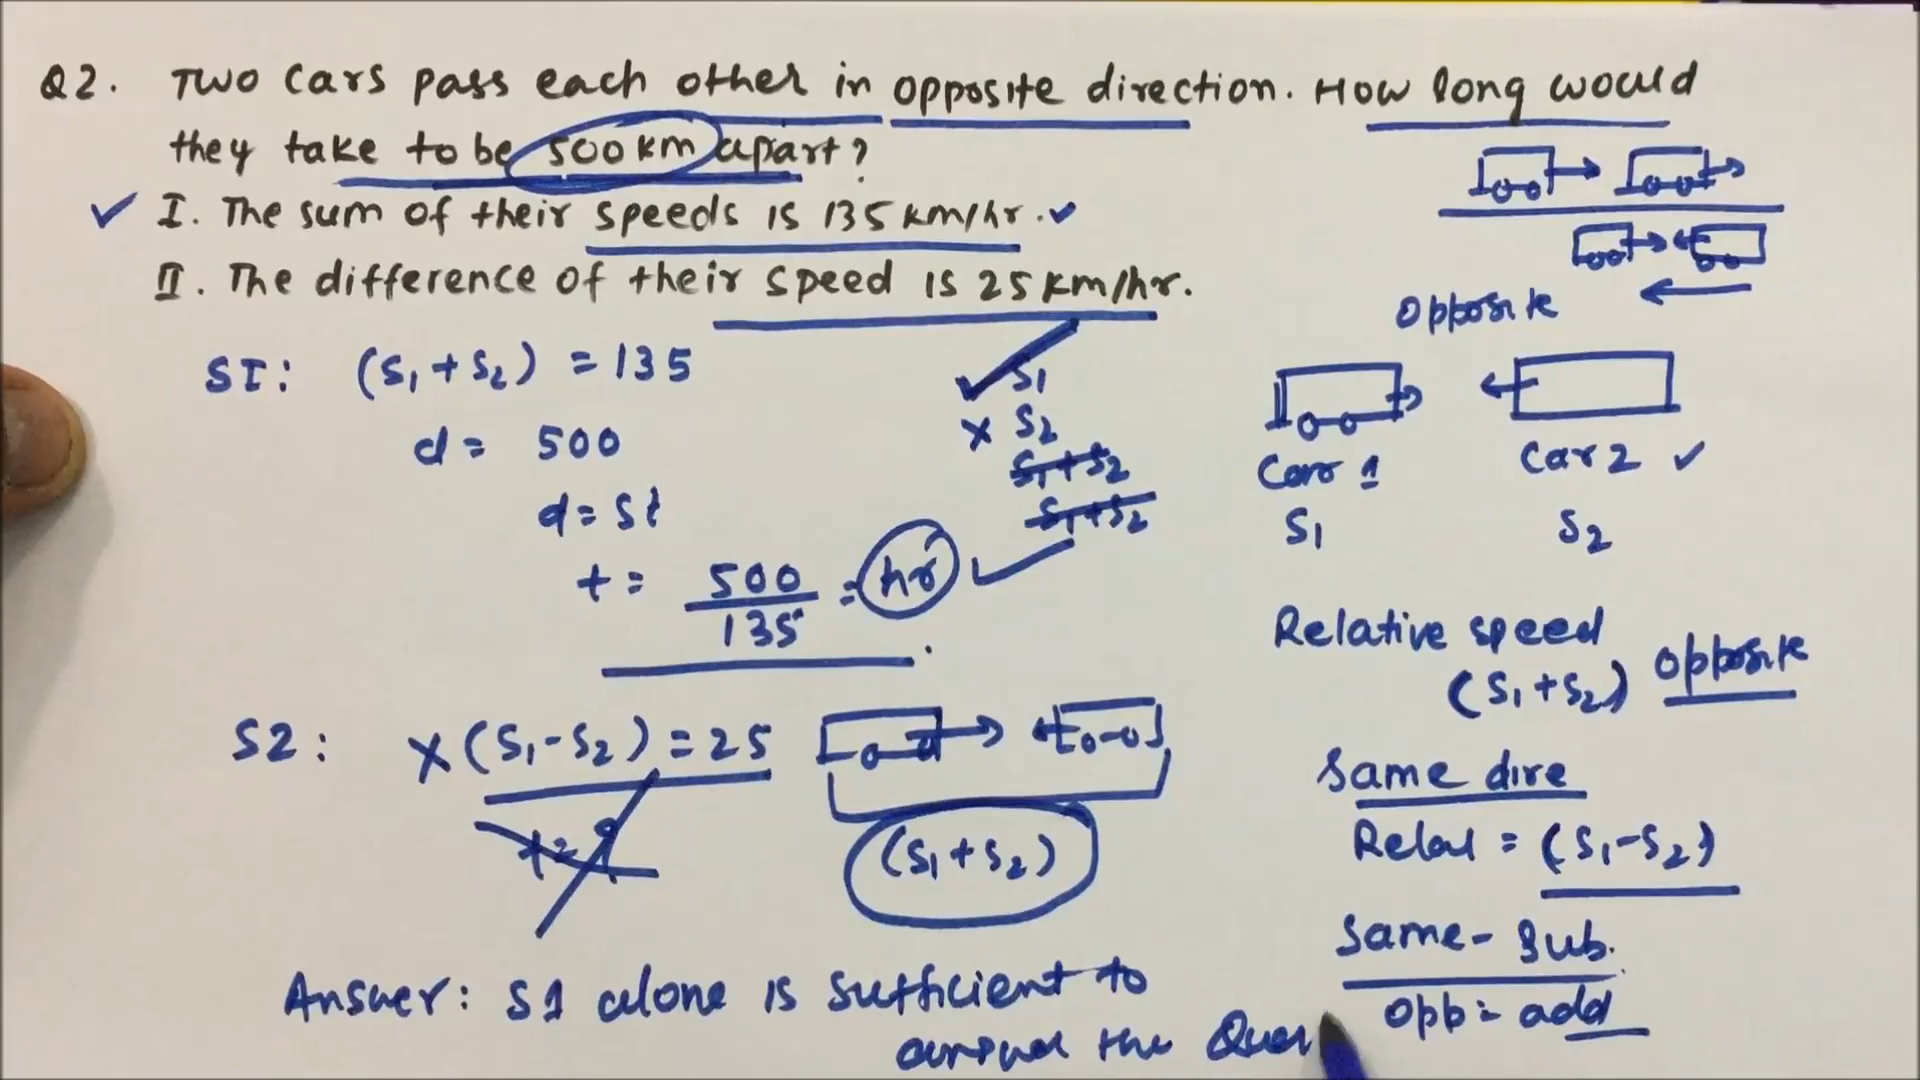 Q2. Two cars pass each other in opposite direction. How long would
they take to be 500 km apart?
I. The sum of their speeds is 135 km/hr.
II. The difference of their speed is 25 km/hr.
Opposite
SI: (S₁+S₂) = 135
S₁
x S₂
S₁+S₂
S₁+S₂
d = 500
d = St
t = 500/135 = hr
Car 1
Car 2
S₁
S₂
Relative speed
(S₁+S₂) opposite
S2: x (S₁-S₂) = 25
(S₁+S₂)
Same dire
Relat = (S₁-S₂)
Same - Sub.
Opp = add
Answer: S1 alone is sufficient to
the Ques